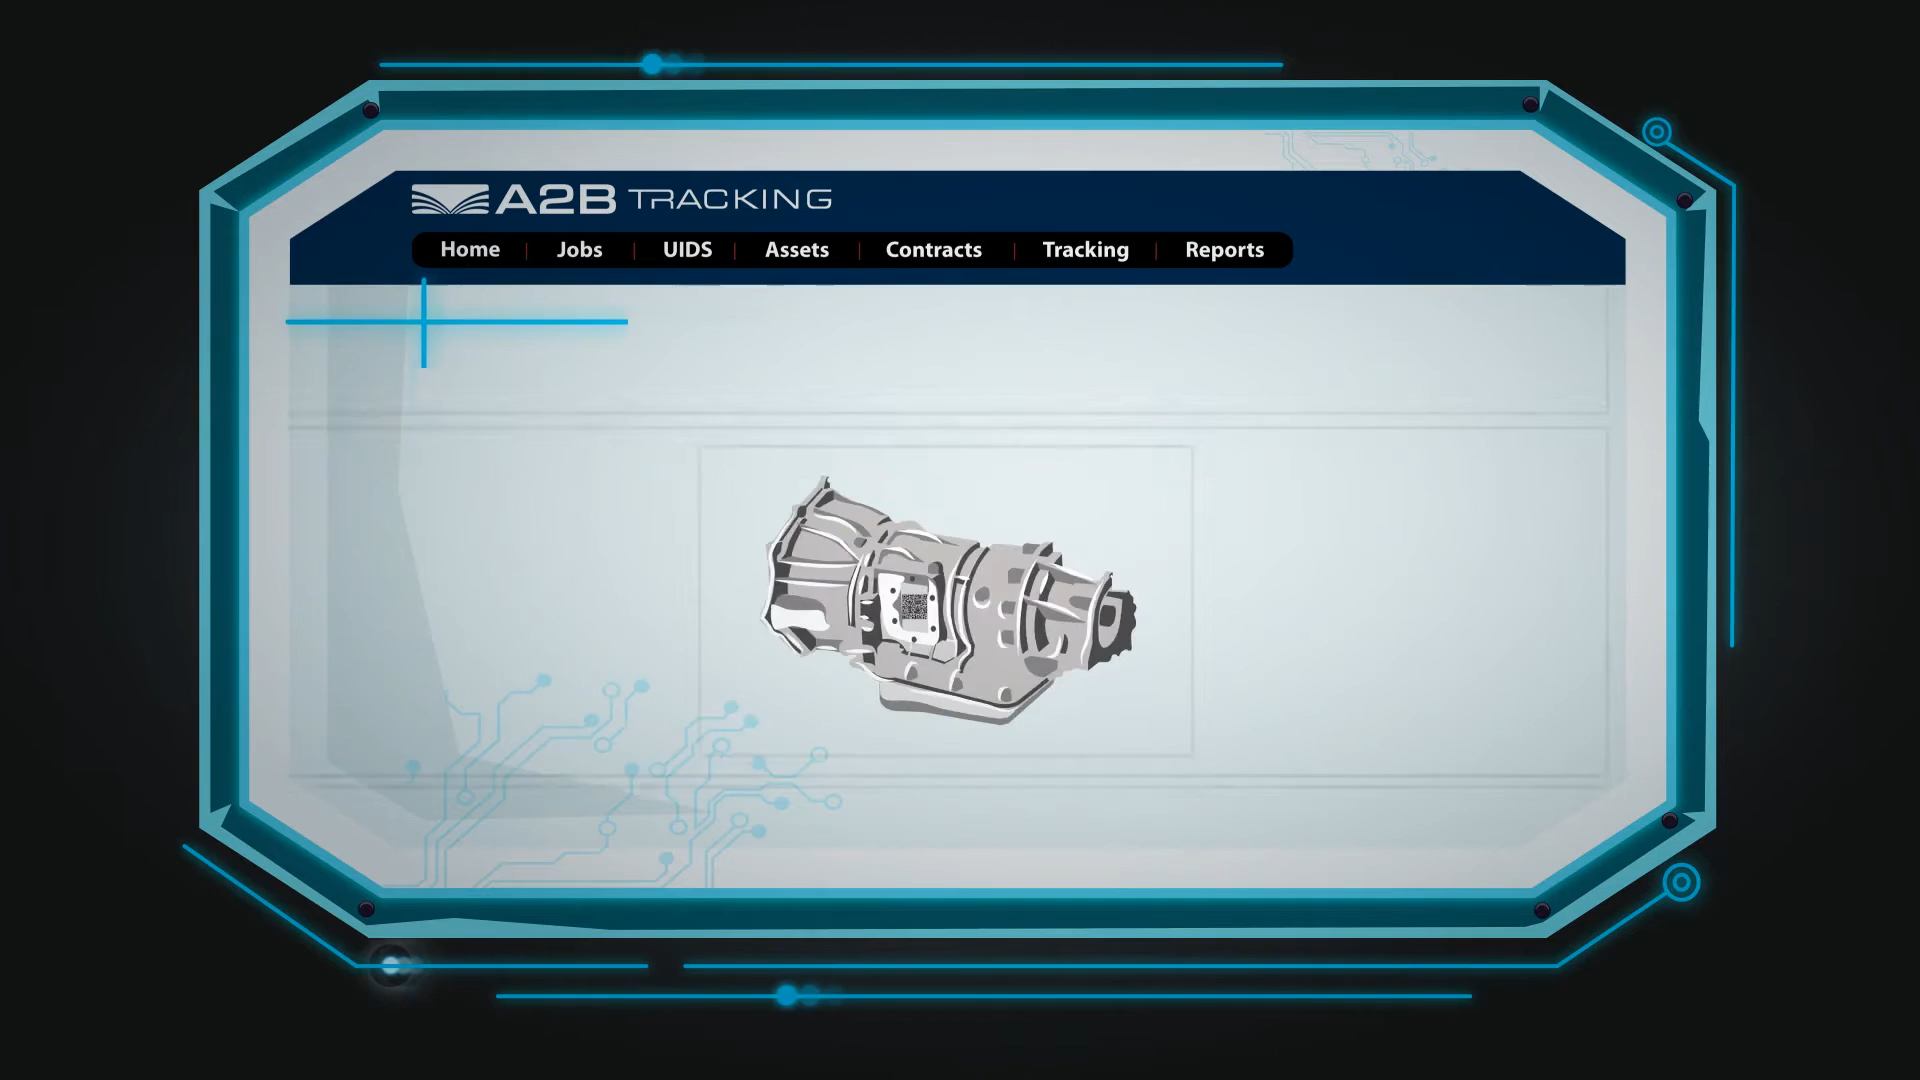 A2B TRACKING
Home | Jobs | UIDS | Assets | Contracts | Tracking | Reports